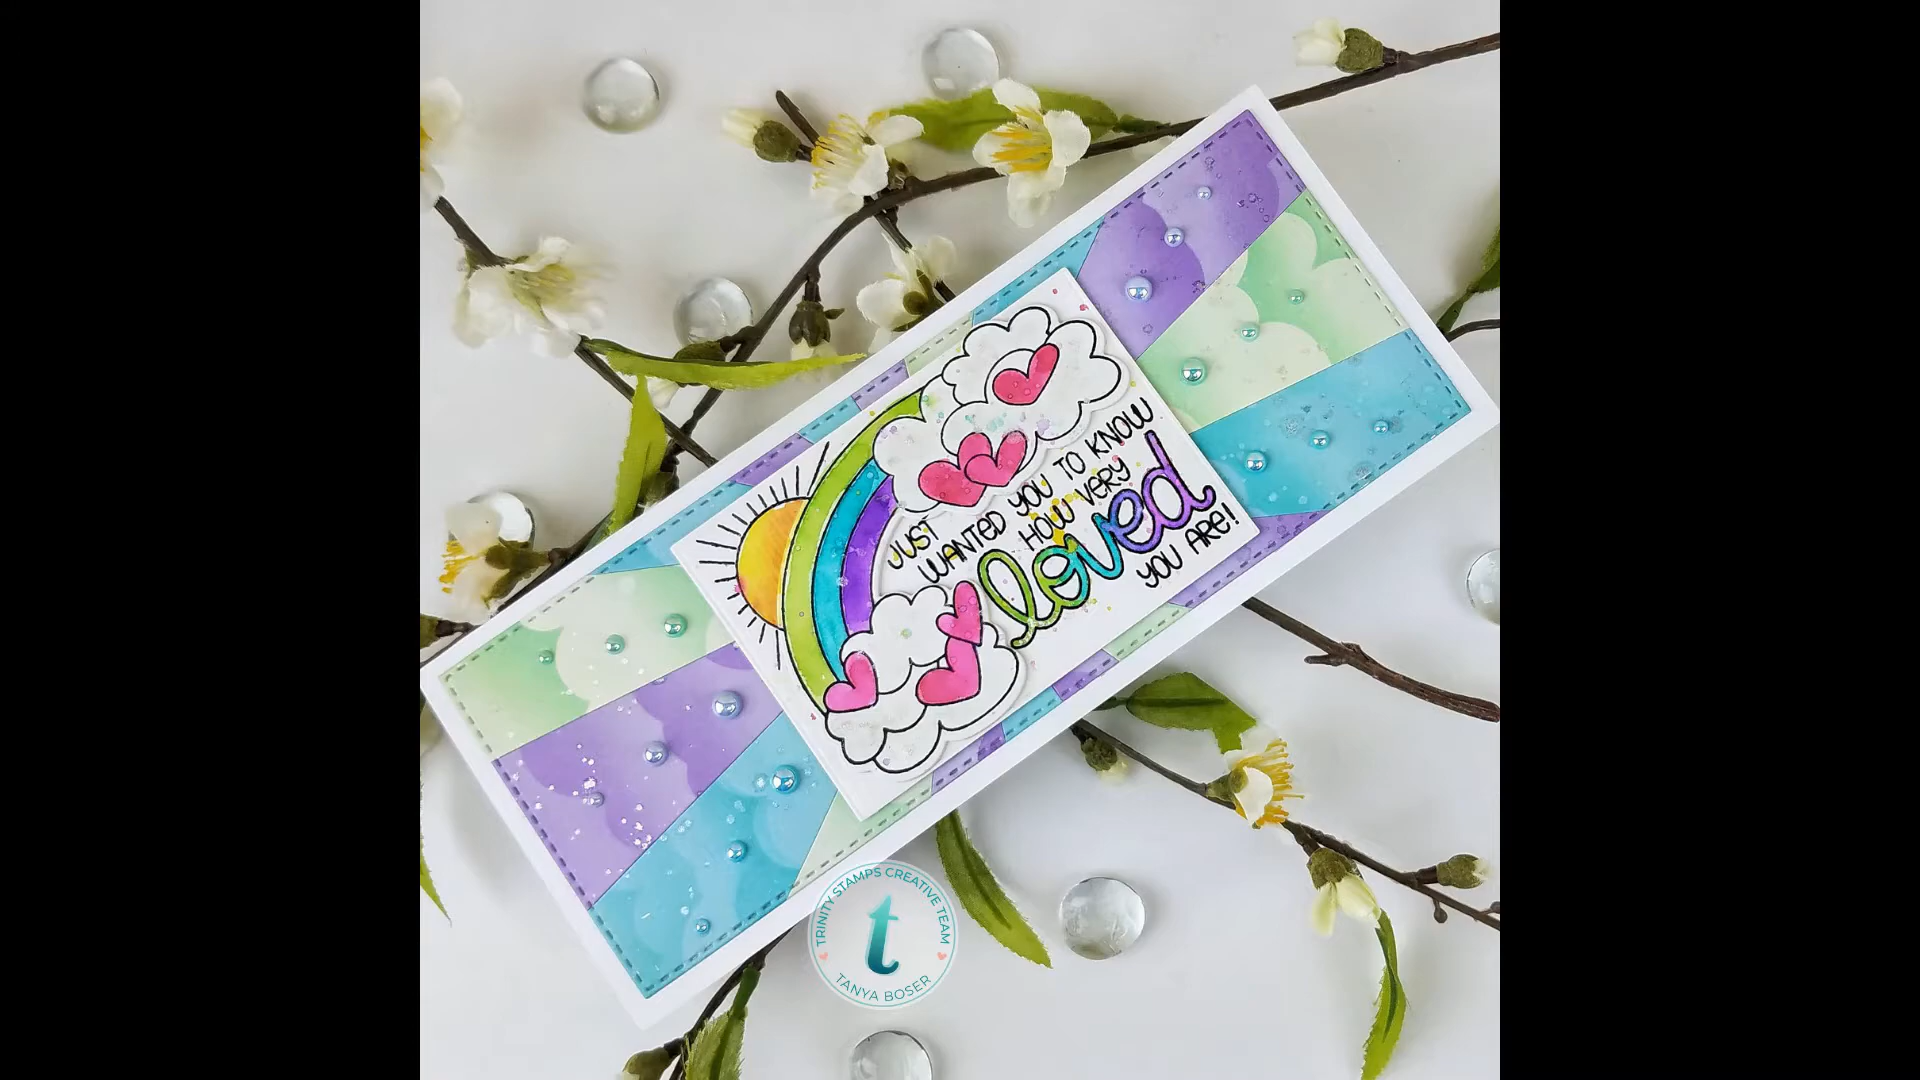 JUST
WANTED YOU TO KNOW
HOW VERY
loved
YOU ARE!
TRINITY STAMPS CREATIVE TEAM
t
TANYA BOSER